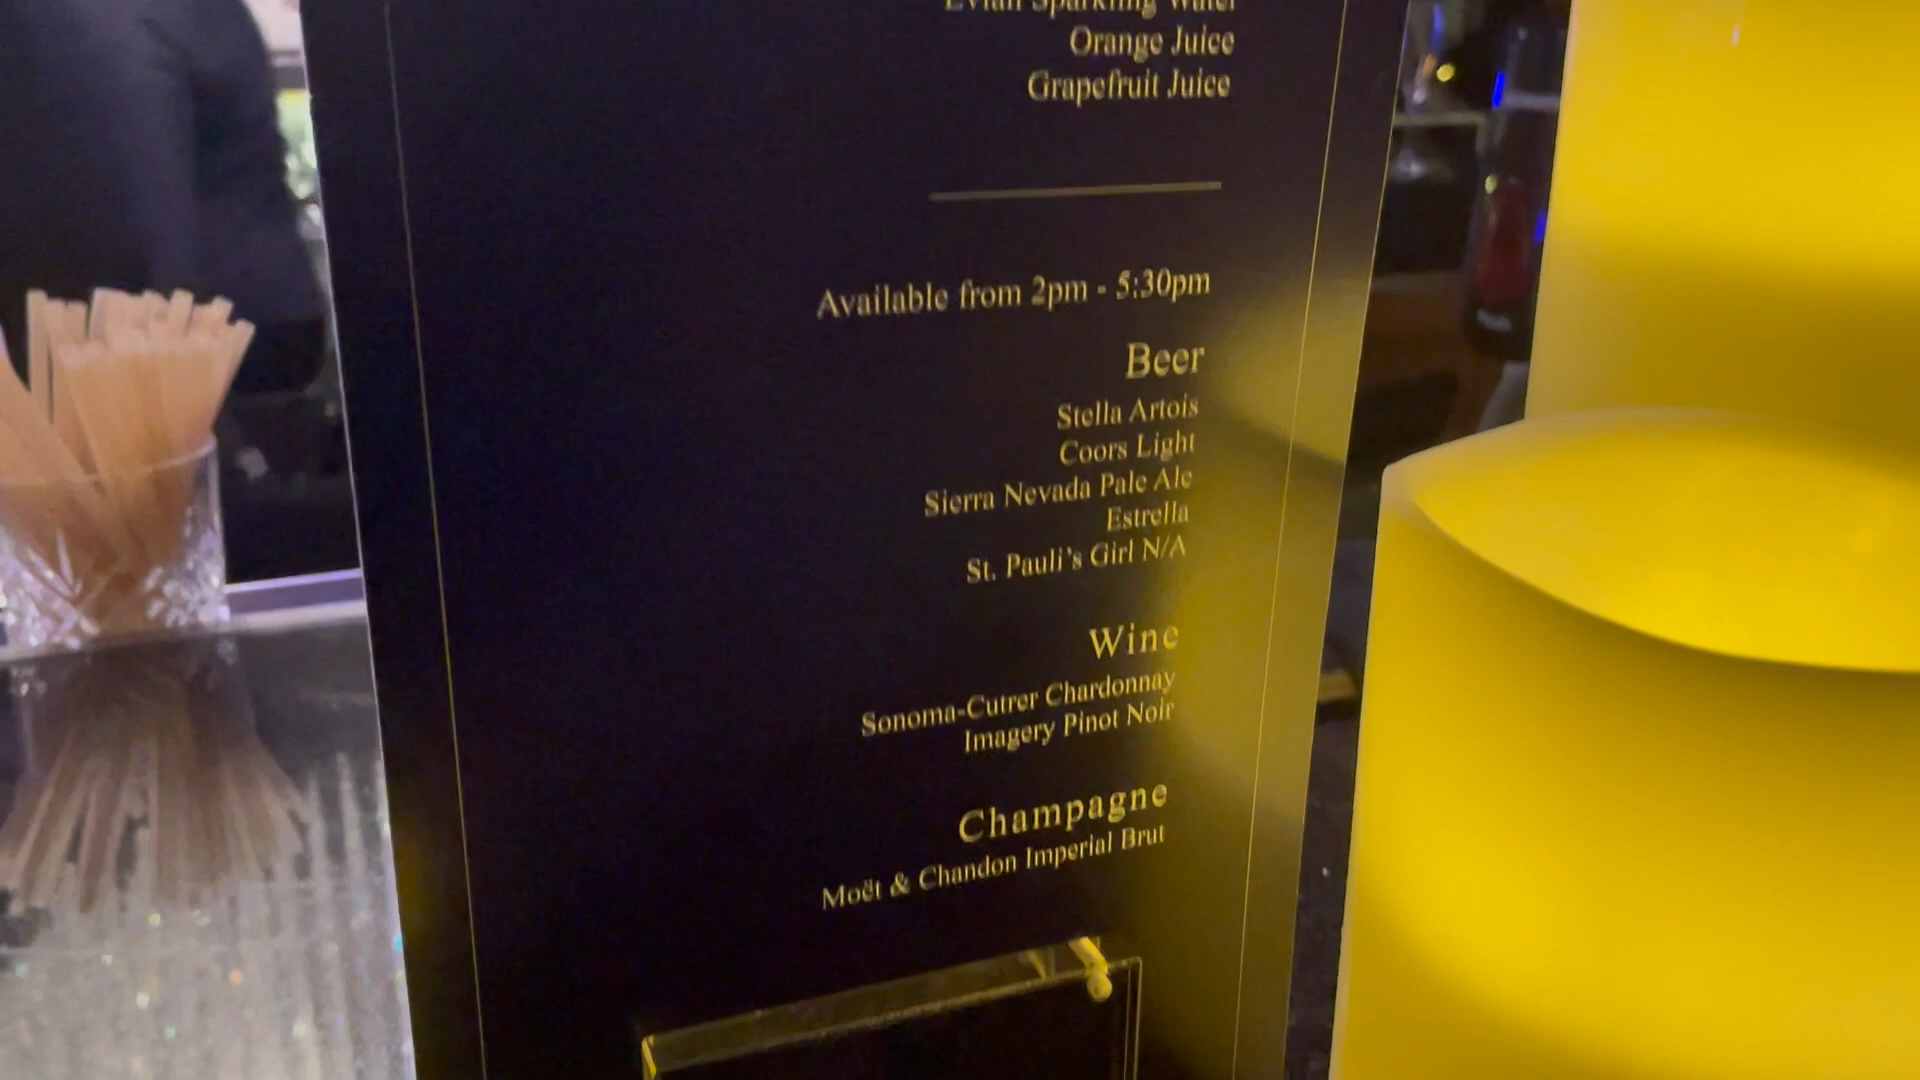 Evian Sparkling Water
Orange Juice
Grapefruit Juice
Available from 2pm - 5:30pm
Beer
Stella Artois
Coors Light
Sierra Nevada Pale Ale
Estrella
St. Pauli's Girl N/A
Wine
Sonoma-Cutrer Chardonnay
Imagery Pinot Noir
Champagne
Moët & Chandon Imperial Brut